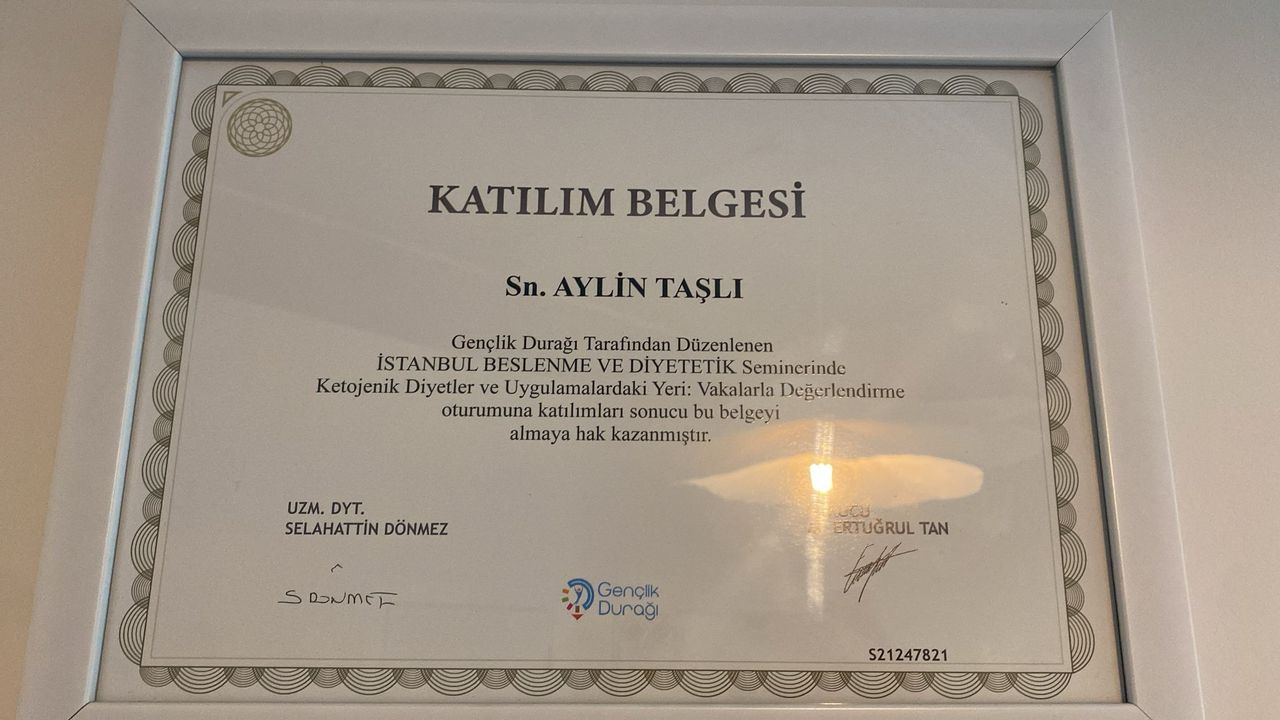 KATILIM BELGESİ
Sn. AYLİN TAŞLI
Gençlik Durağı Tarafından Düzenlenen
İSTANBUL BESLENME VE DİYETETİK Seminerinde
Ketojenik Diyetler ve Uygulamalardaki Yeri: Vakalarla Değerlendirme
oturumuna katılımları sonucu bu belgeyi
almaya hak kazanmıştır.
UZM. DYT.
SELAHATTİN DÖNMEZ
ERTUĞRUL TAN
S DÖNMEZ
Gençlik
Durağı
S21247821